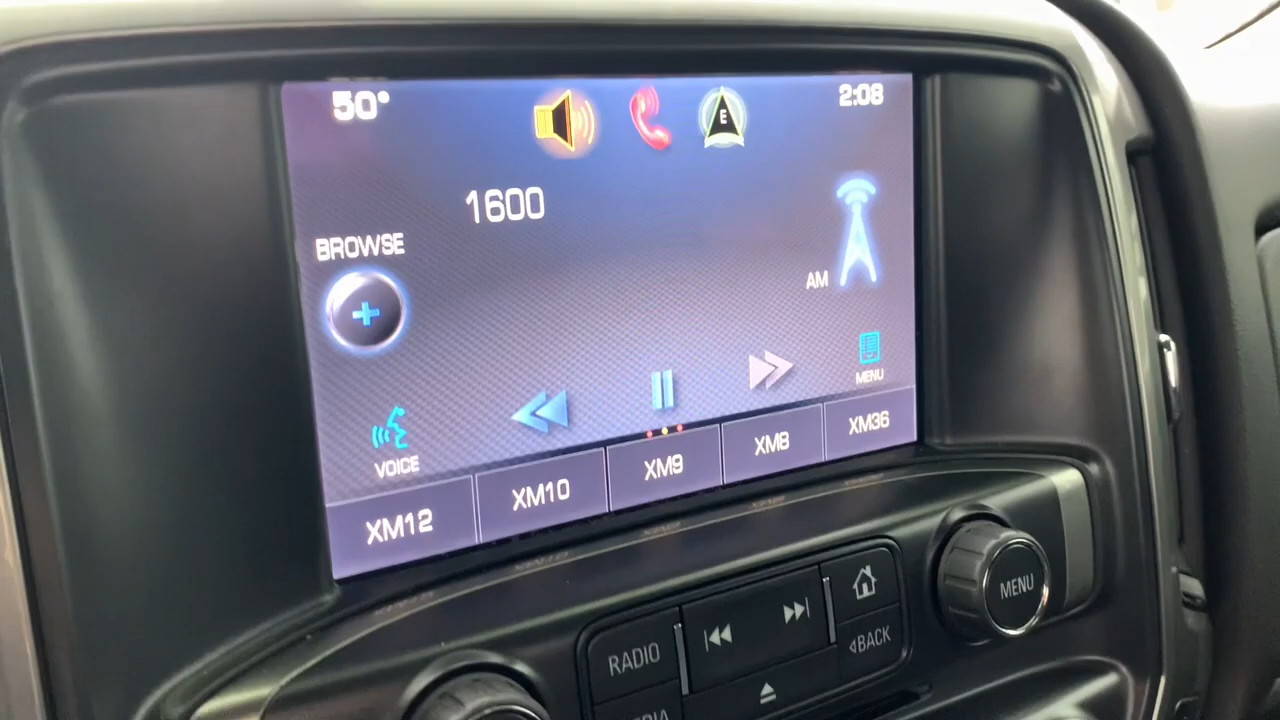 50°
E
2:08
1600
BROWSE
AM
MENU
VOICE
XM12
XM10
XM9
XM8
XM36
MENU
RADIO
◁BACK